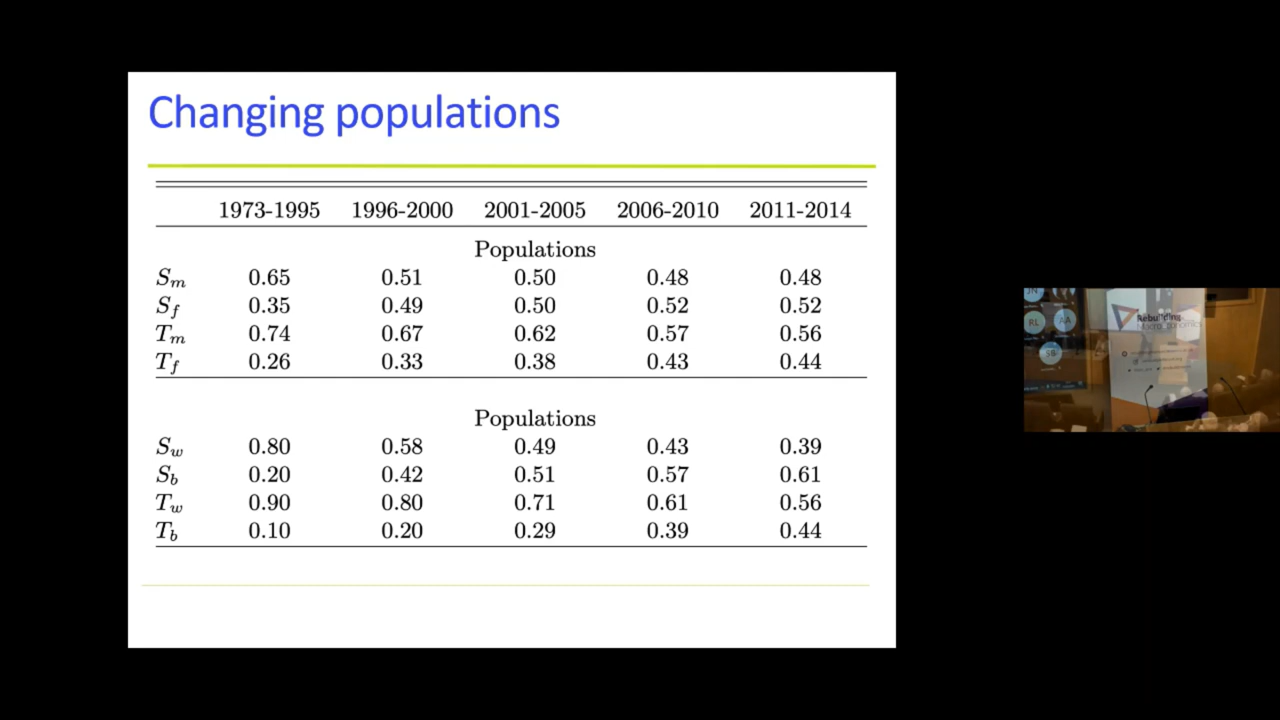 Changing populations
1973-1995 1996-2000 2001-2005 2006-2010 2011-2014
Populations
Sm 0.65 0.51 0.50 0.48 0.48
Sf 0.35 0.49 0.50 0.52 0.52
Tm 0.74 0.67 0.62 0.57 0.56
Tf 0.26 0.33 0.38 0.43 0.44
Populations
Sw 0.80 0.58 0.49 0.43 0.39
Sb 0.20 0.42 0.51 0.57 0.61
Tw 0.90 0.80 0.71 0.61 0.56
Tb 0.10 0.20 0.29 0.39 0.44
JN
RL AA
Rebuilding
Macroeconomics